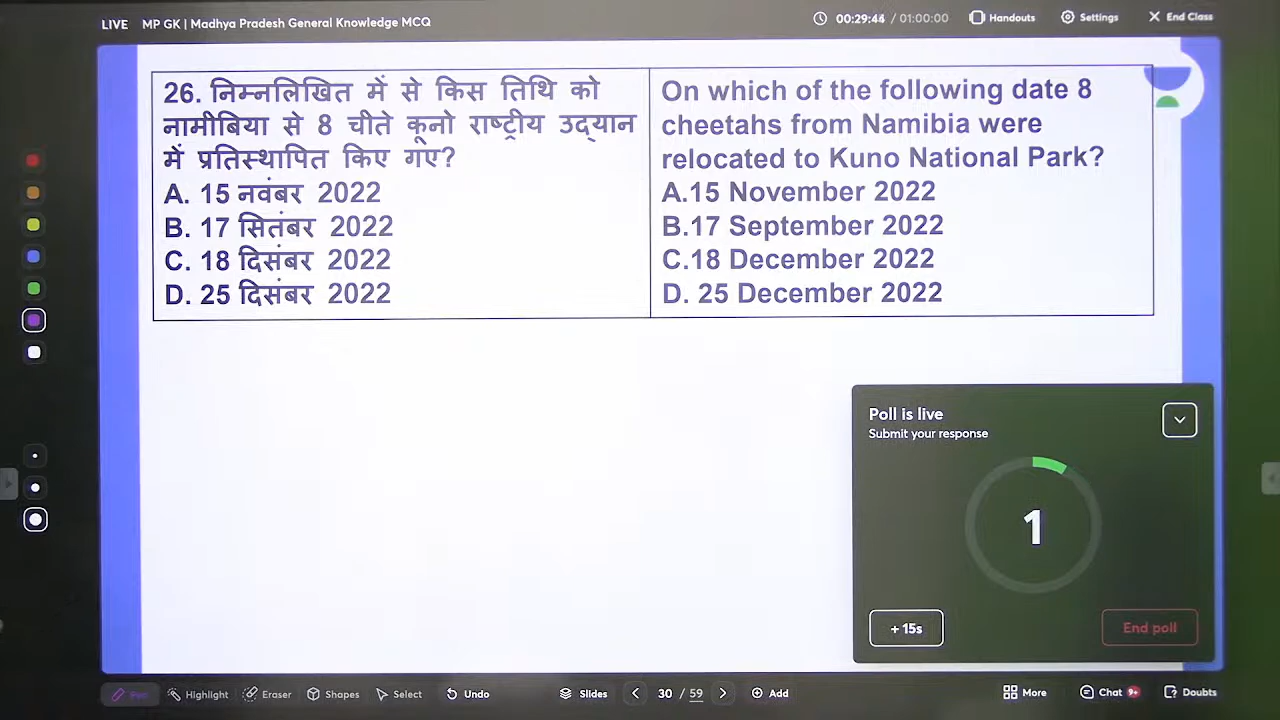 LIVE MP GK | Madhya Pradesh General Knowledge MCQ
00:29:44 / 01:00:00 Handouts Settings End Class
26. निम्नलिखित में से किस तिथि को
नामीबिया से 8 चीते कूनो राष्ट्रीय उद्यान
में प्रतिस्थापित किए गए?
A. 15 नवंबर 2022
B. 17 सितंबर 2022
C. 18 दिसंबर 2022
D. 25 दिसंबर 2022
On which of the following date 8
cheetahs from Namibia were
relocated to Kuno National Park?
A.15 November 2022
B.17 September 2022
C.18 December 2022
D. 25 December 2022
Poll is live
Submit your response
1
+ 15s End poll
Pen Highlight Eraser Shapes Select Undo Slides 30 / 59 Add More Chat 9+ Doubts